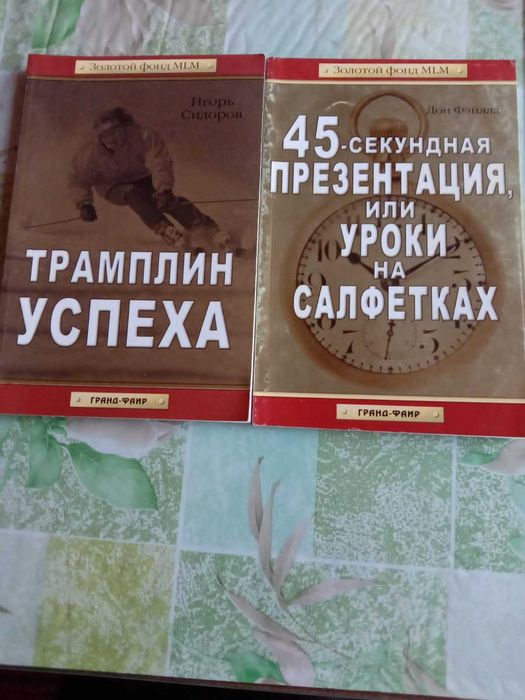 Золотой фонд MLM
Игорь
Сидоров
ТРАМПЛИН
УСПЕХА
ГРАНД-ФАИР
Золотой фонд MLM
Дон Фэйлла
45-СЕКУНДНАЯ
ПРЕЗЕНТАЦИЯ,
ИЛИ
УРОКИ
НА
САЛФЕТКАХ
ГРАНД-ФАИР